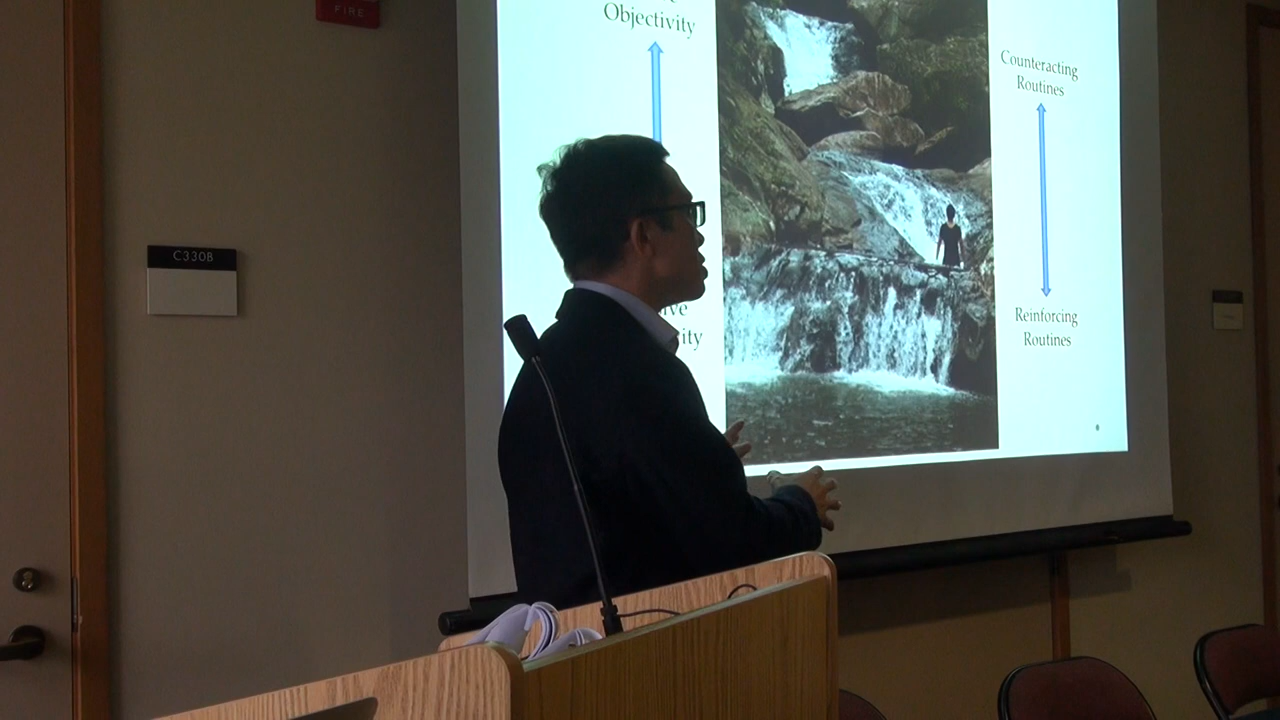 FIRE
Objectivity
Counteracting
Routines
C330B
Reinforcing
Routines